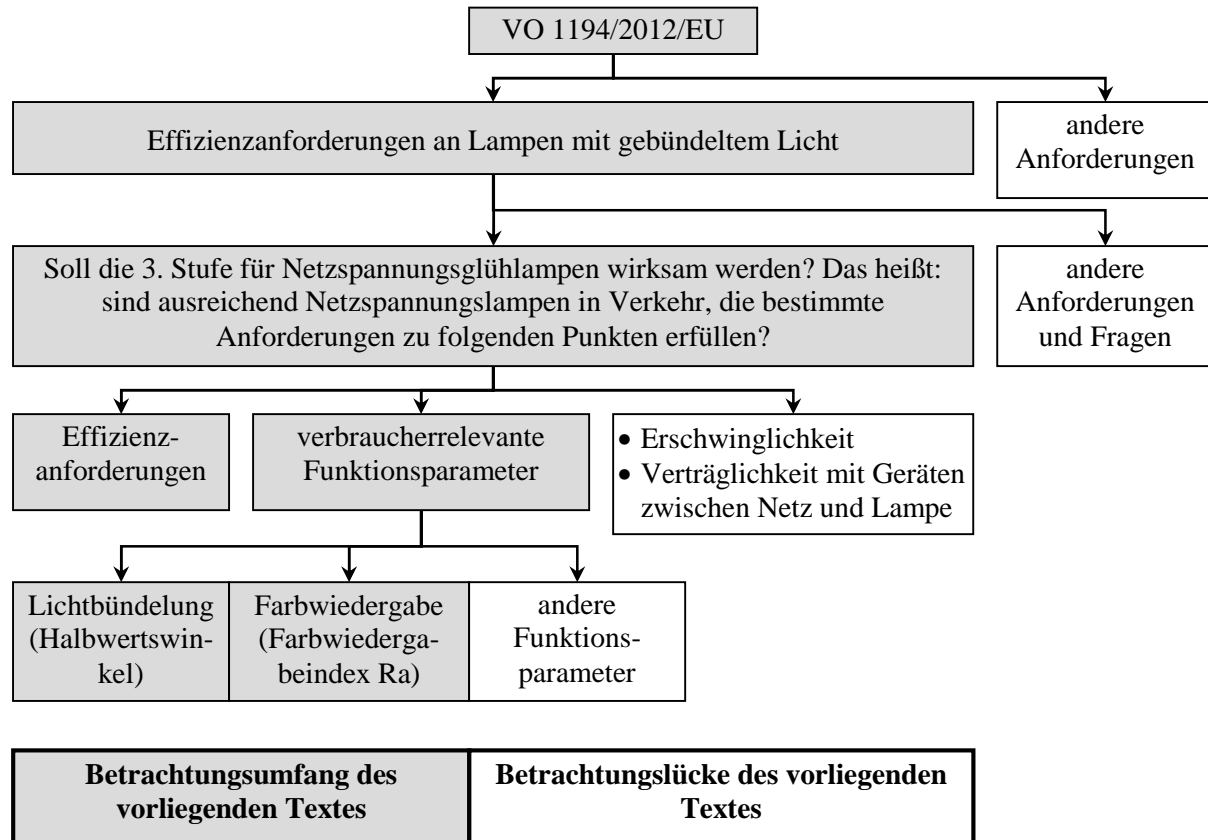 VO 1194/2012/EU
Effizienzanforderungen an Lampen mit gebündeltem Licht
andere
Anforderungen
Soll die 3. Stufe für Netzspannungsglühlampen wirksam werden? Das heißt:
sind ausreichend Netzspannungslampen in Verkehr, die bestimmte
Anforderungen zu folgenden Punkten erfüllen?
andere
Anforderungen
und Fragen
Effizienz-
anforderungen
verbraucherrelevante
Funktionsparameter
• Erschwinglichkeit
• Verträglichkeit mit Geräten
zwischen Netz und Lampe
Lichtbündelung
(Halbwertswin-
kel)
Farbwiedergabe
(Farbwiederga-
beindex Ra)
andere
Funktions-
parameter
Betrachtungsumfang des
vorliegenden Textes
Betrachtungslücke des vorliegenden
Textes